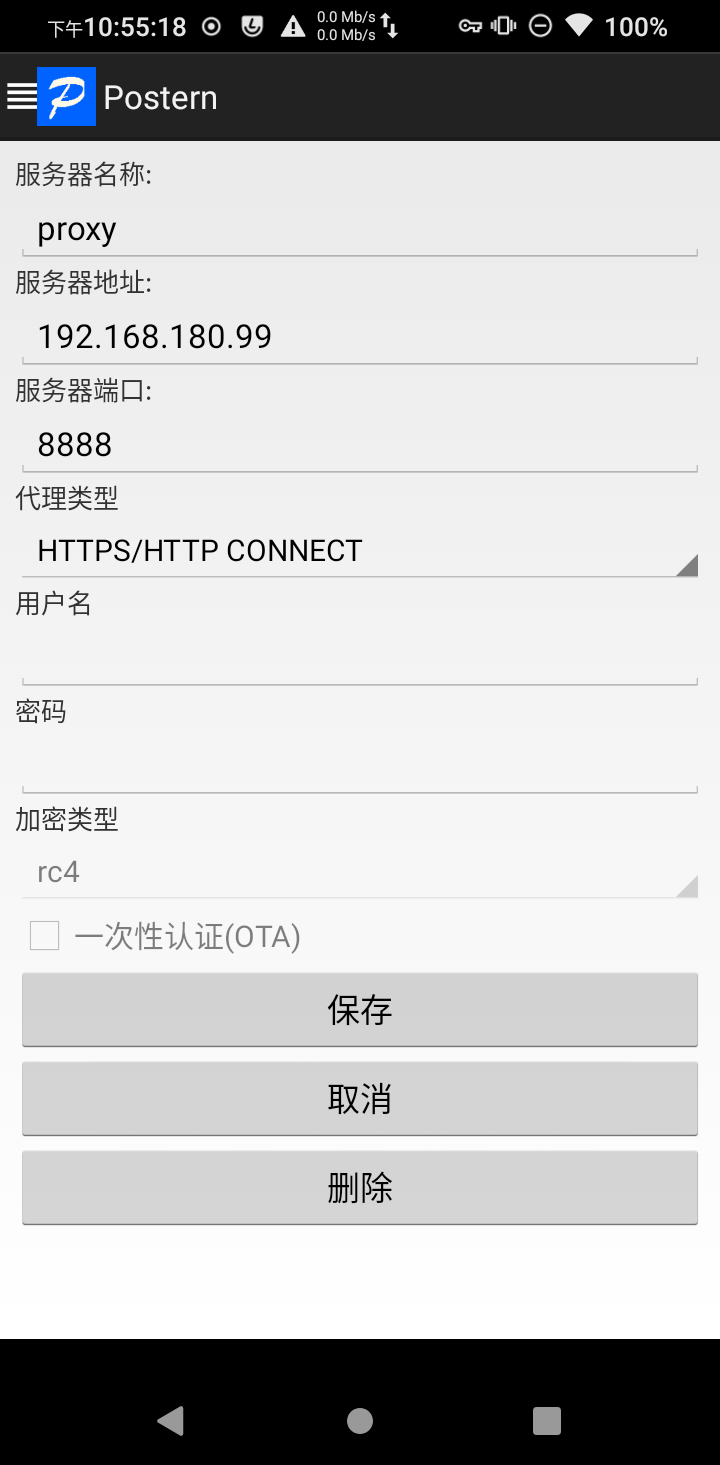 下午10:55:18 0.0 Mb/s 100%
0.0 Mb/s
Postern
服务器名称:
proxy
服务器地址:
192.168.180.99
服务器端口:
8888
代理类型
HTTPS/HTTP CONNECT
用户名
密码
加密类型
rc4
一次性认证(OTA)
保存
取消
删除